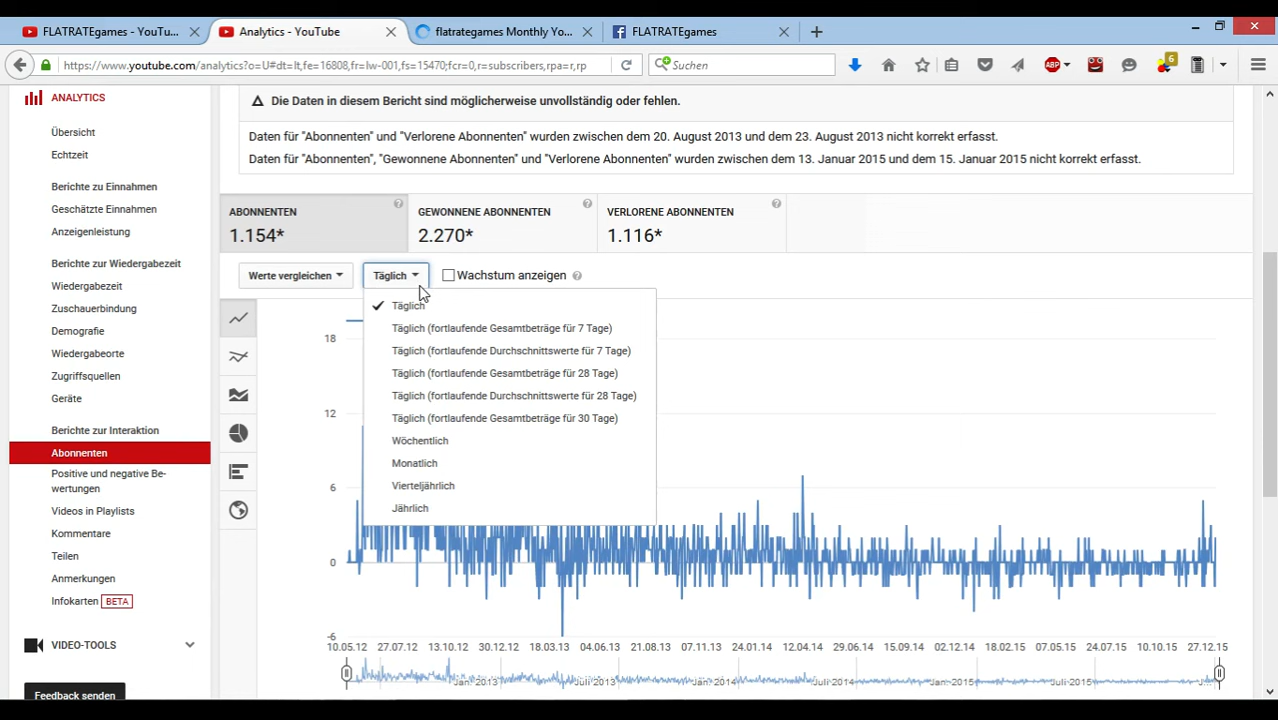 FLATRATEgames - YouTu...
Analytics - YouTube
flatrategames Monthly Yo...
FLATRATEgames
https://www.youtube.com/analytics?o=U#dt=lt,fe=16808,fr=lw-001,fs=15470;fcr=0,r=subscribers,rpa=r,rp
Suchen
ABP
6
ANALYTICS
Übersicht
Echtzeit
Berichte zu Einnahmen
Geschätzte Einnahmen
Anzeigenleistung
Berichte zur Wiedergabezeit
Wiedergabezeit
Zuschauerbindung
Demografie
Wiedergabeorte
Zugriffsquellen
Geräte
Berichte zur Interaktion
Abonnenten
Positive und negative Be-
wertungen
Videos in Playlists
Kommentare
Teilen
Anmerkungen
Infokarten BETA
VIDEO-TOOLS
Feedback senden
Die Daten in diesem Bericht sind möglicherweise unvollständig oder fehlen.
Daten für "Abonnenten" und "Verlorene Abonnenten" wurden zwischen dem 20. August 2013 und dem 23. August 2013 nicht korrekt erfasst.
Daten für "Abonnenten", "Gewonnene Abonnenten" und "Verlorene Abonnenten" wurden zwischen dem 13. Januar 2015 und dem 15. Januar 2015 nicht korrekt erfasst.
ABONNENTEN ?
1.154*
GEWONNENE ABONNENTEN ?
2.270*
VERLORENE ABONNENTEN ?
1.116*
Werte vergleichen
Täglich
Wachstum anzeigen ?
Täglich
Täglich (fortlaufende Gesamtbeträge für 7 Tage)
Täglich (fortlaufende Durchschnittswerte für 7 Tage)
Täglich (fortlaufende Gesamtbeträge für 28 Tage)
Täglich (fortlaufende Durchschnittswerte für 28 Tage)
Täglich (fortlaufende Gesamtbeträge für 30 Tage)
Wöchentlich
Monatlich
Vierteljährlich
Jährlich
18
12
6
0
-6
10.05.12 27.07.12 13.10.12 30.12.12 18.03.13 04.06.13 21.08.13 07.11.13 24.01.14 12.04.14 29.06.14 15.09.14 02.12.14 18.02.15 07.05.15 24.07.15 10.10.15 27.12.15
Jan. 2013 Juli 2013 Jan. 2014 Juli 2014 Jan. 2015 Juli 2015 J...